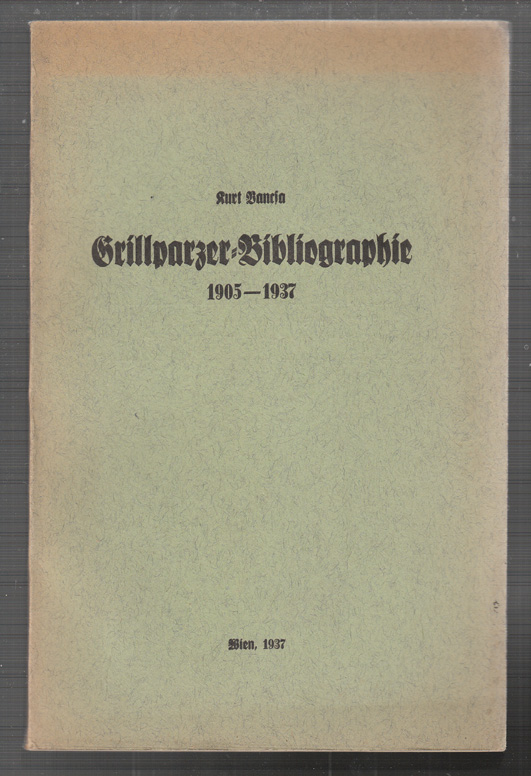 Kurt Vancsa
Grillparzer-Bibliographie
1905—1937
Wien, 1937